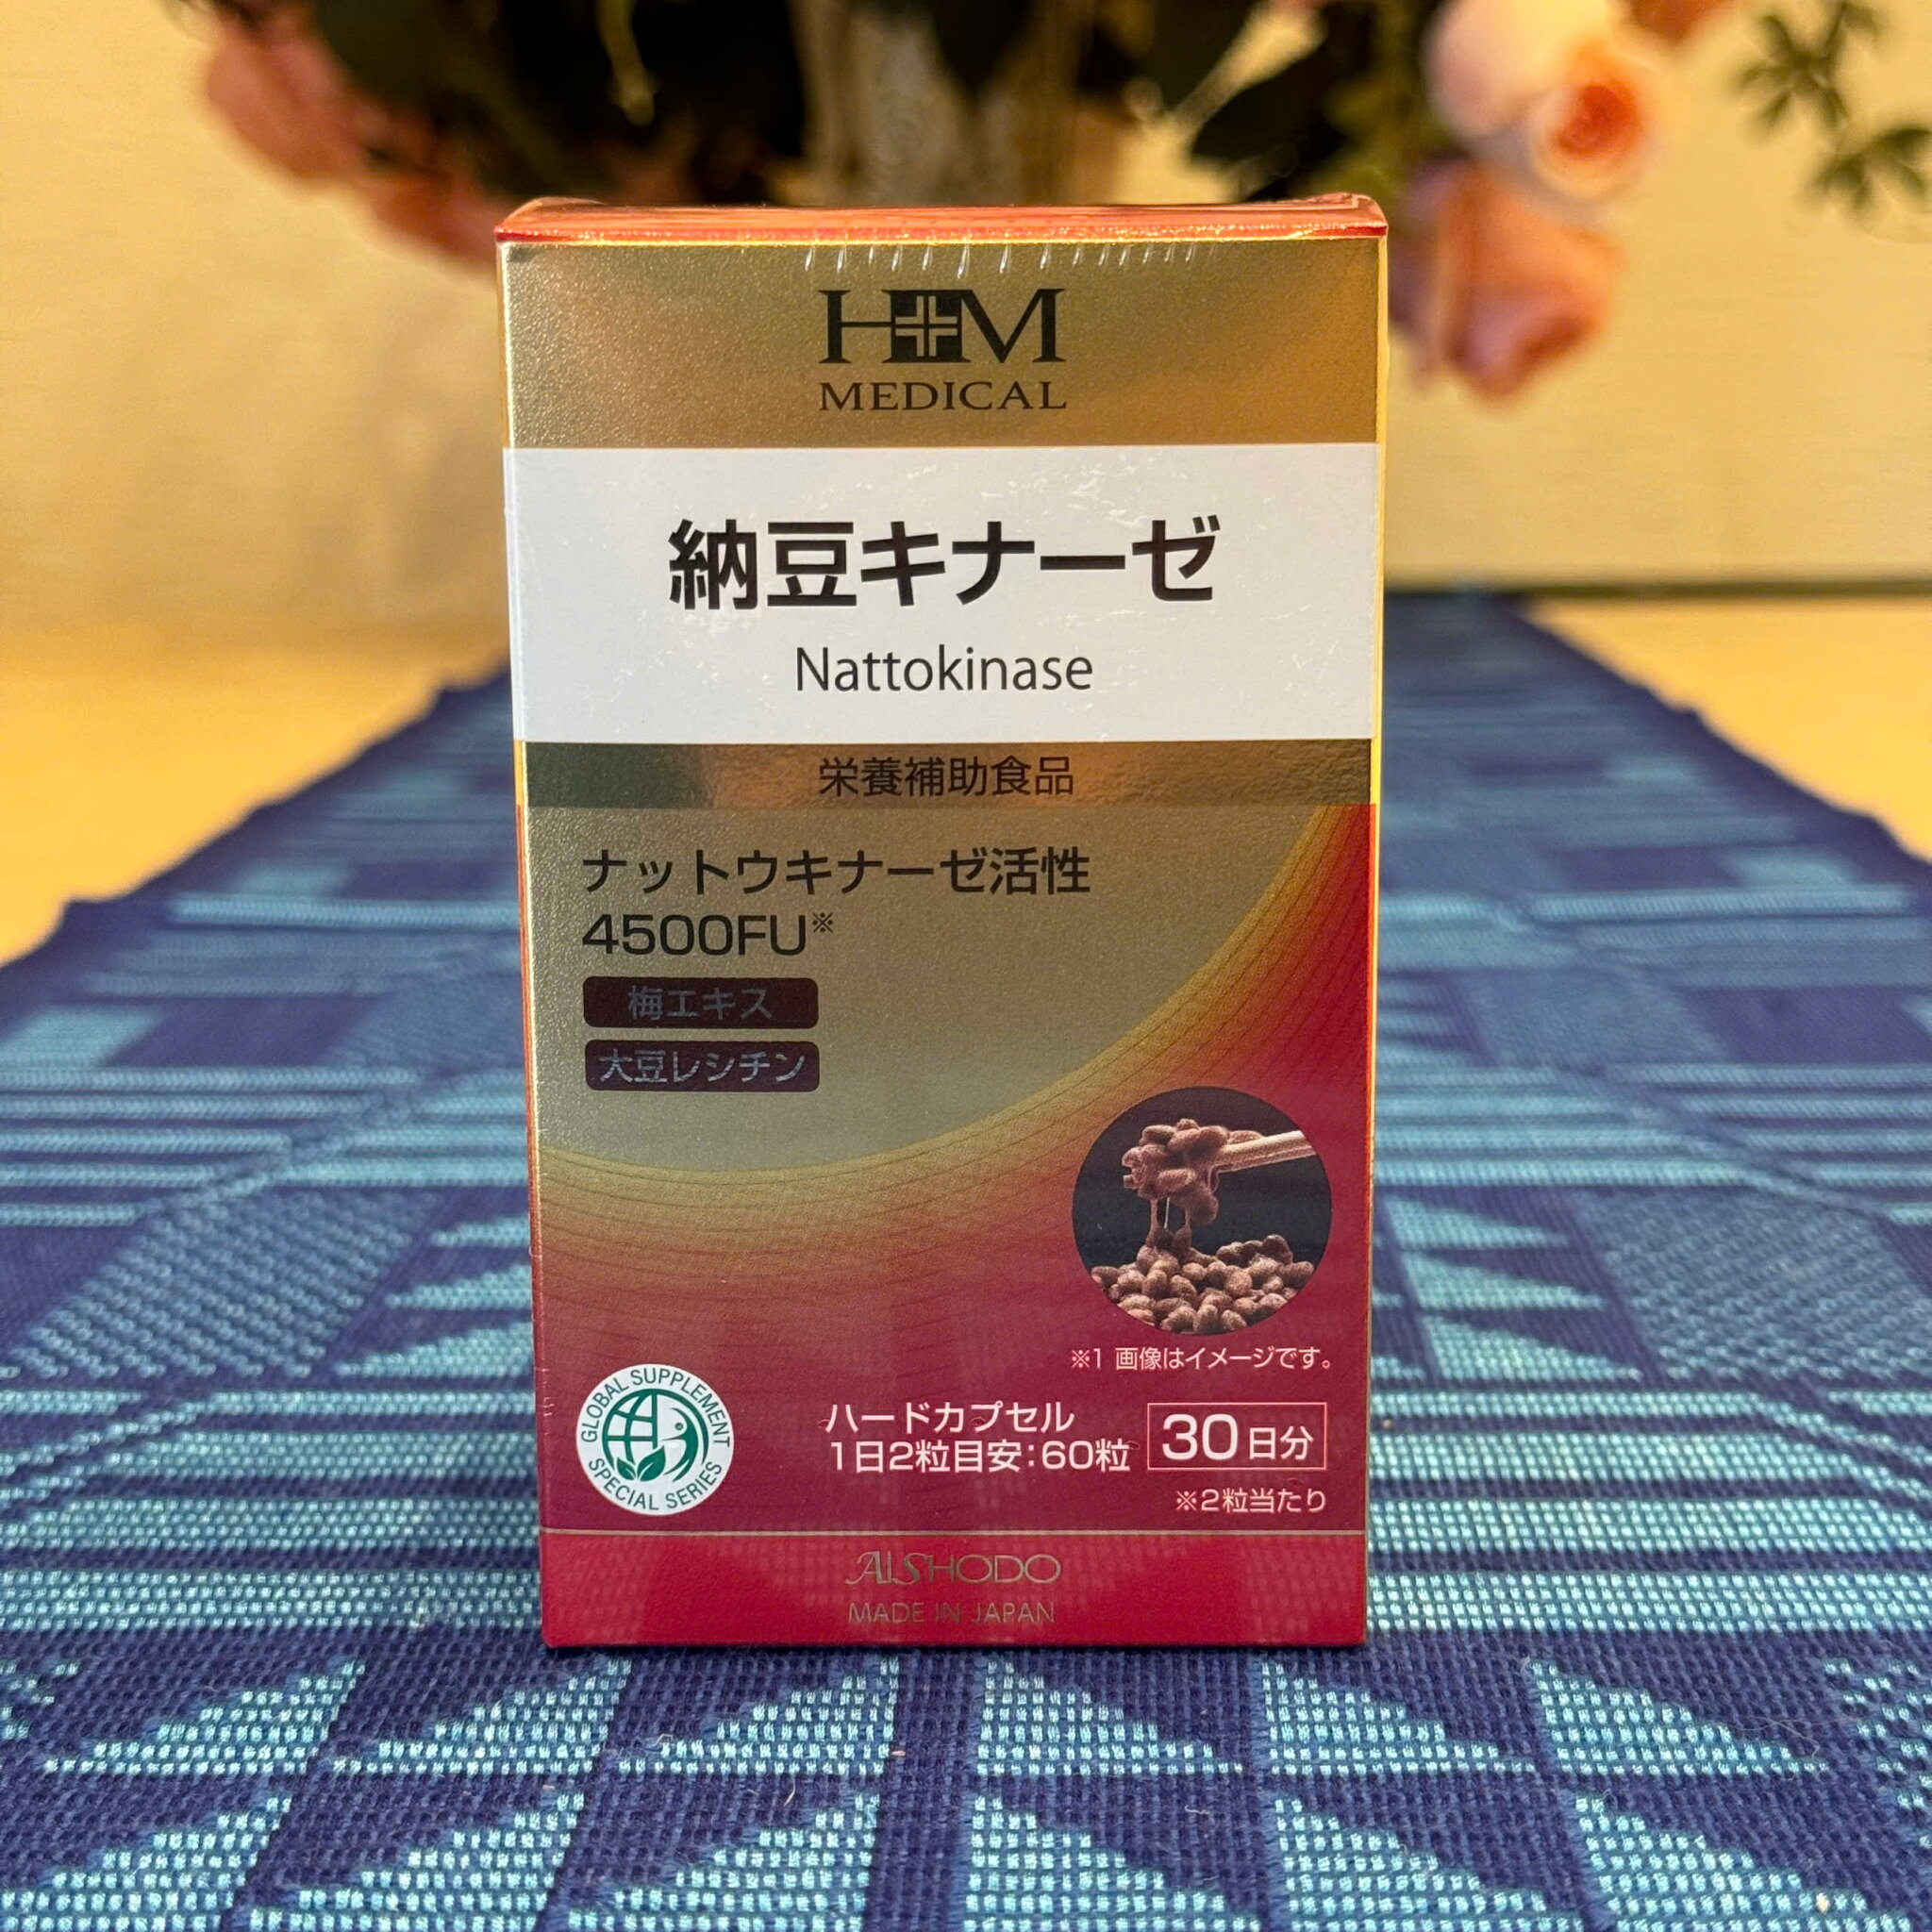 HM
MEDICAL
納豆キナーゼ
Nattokinase
栄養補助食品
ナットウキナーゼ活性
4500FU※
梅エキス
大豆レシチン
※1 画像はイメージです。
GLOBAL SUPPLEMENT
SPECIAL SERIES
ハードカプセル
1日2粒目安:60粒
30日分
※2粒当たり
AISHODO
MADE IN JAPAN